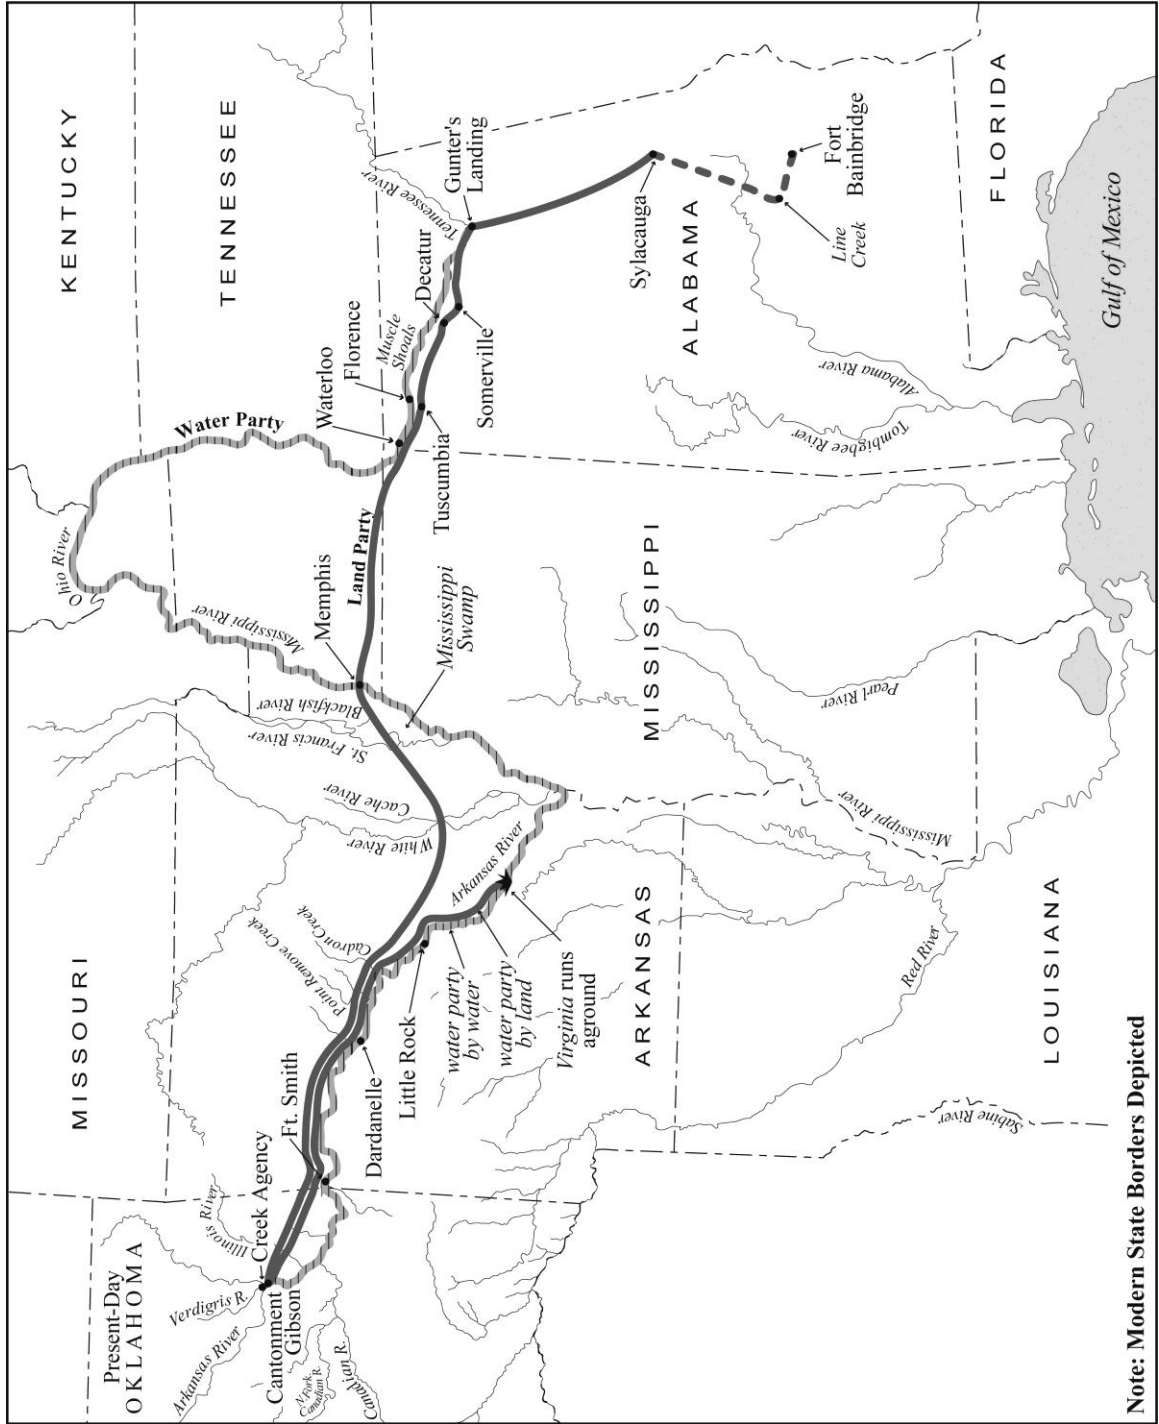 KENTUCKY
TENNESSEE
MISSOURI
Present-Day
OKLAHOMA
ARKANSAS
MISSISSIPPI
ALABAMA
FLORIDA
LOUISIANA
Gulf of Mexico
Water Party
Land Party
Ohio River
Mississippi River
Tennessee River
Gunter's
Landing
Decatur
Muscle
Shoals
Florence
Waterloo
Somerville
Tuscumbia
Memphis
Mississippi
Swamp
Sylacauga
Line
Creek
Fort
Bainbridge
Alabama River
Tombigbee River
Pearl River
Mississippi River
Blackfish River
St. Francis River
Cache River
White River
Arkansas River
Cadron Creek
Point Remove Creek
Little Rock
water party
by water
water party
by land
Virginia runs
aground
Dardanelle
Ft. Smith
Creek Agency
Illinois River
Verdigris R.
Arkansas River
Cantonment
Gibson
N. Fork
Canadian R.
Canadian R.
Red River
Sabine River
Note: Modern State Borders Depicted